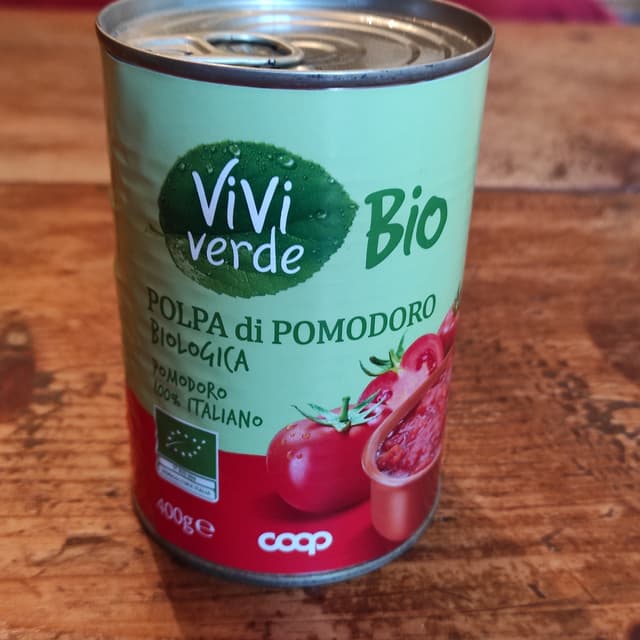 ViVi
verde
Bio
POLPA di POMODORO
BIOLOGICA
POMODORO
100% ITALIANO
400g e
coop